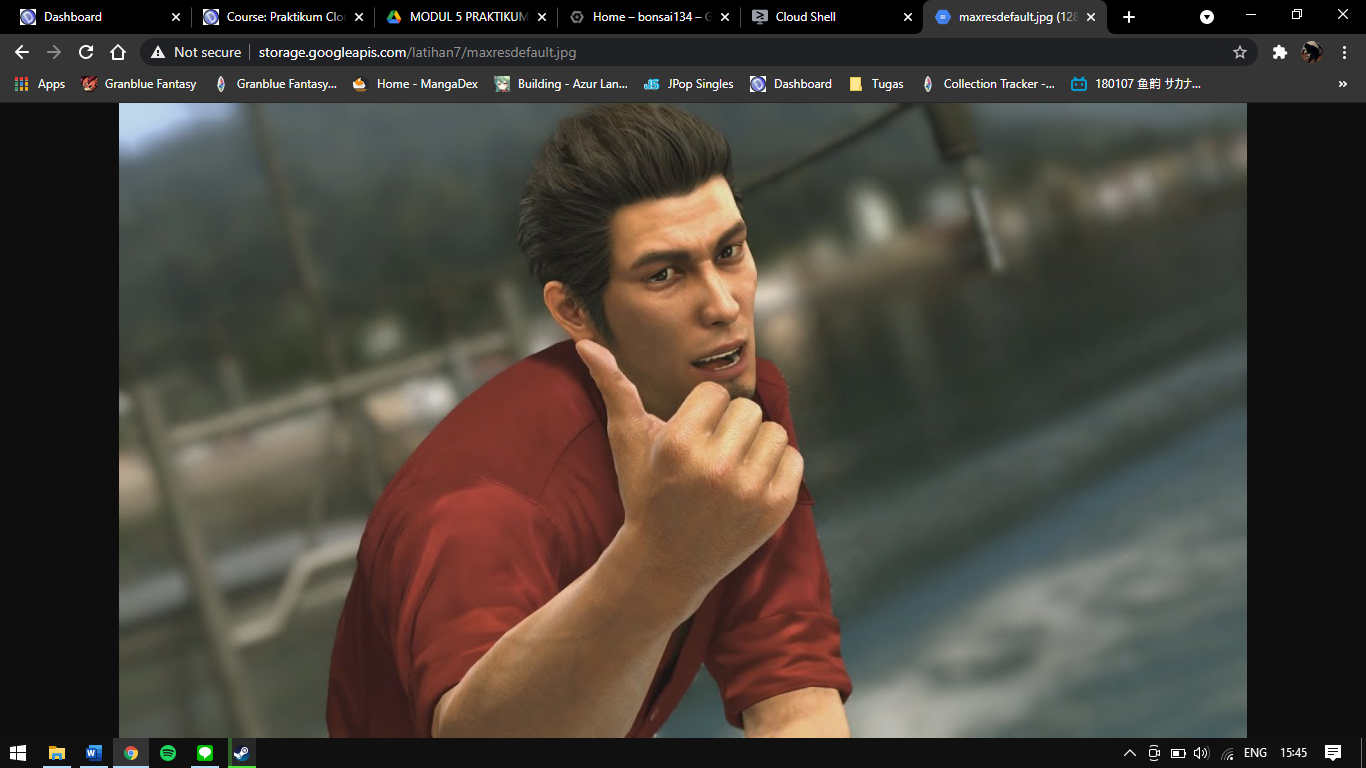 Dashboard
Course: Praktikum Clo
MODUL 5 PRAKTIKUM
Home – bonsai134 – G
Cloud Shell
maxresdefault.jpg (128
Not secure
storage.googleapis.com/latihan7/maxresdefault.jpg
Apps
Granblue Fantasy
Granblue Fantasy...
Home - MangaDex
Building - Azur Lan...
JPop Singles
Dashboard
Tugas
Collection Tracker -...
180107 鱼韵 サカナ...
»
ENG
15:45